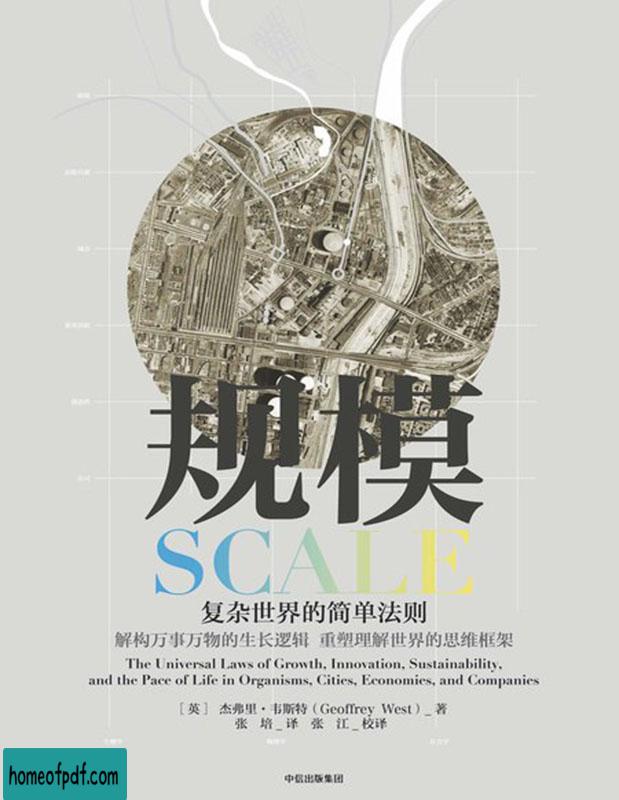 规模
SCALE
复杂世界的简单法则
解构万事万物的生长逻辑 重塑理解世界的思维框架
The Universal Laws of Growth, Innovation, Sustainability,
and the Pace of Life in Organisms, Cities, Economies, and Companies
［英］ 杰弗里·韦斯特（Geoffrey West）_著
张 培_译 张 江_校译
homeofpdf.com
中信出版集团